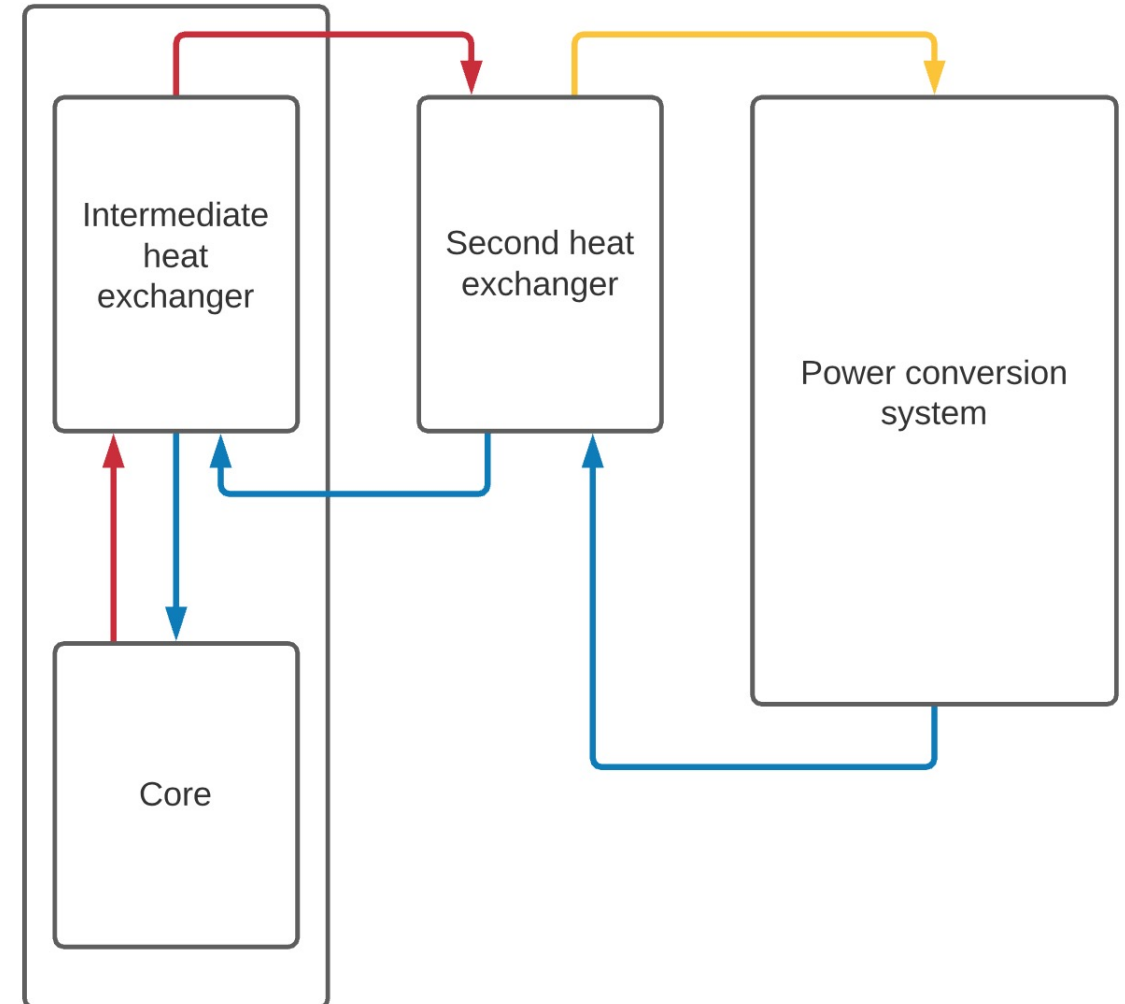 Intermediate
heat
exchanger
Second heat
exchanger
Power conversion
system
Core